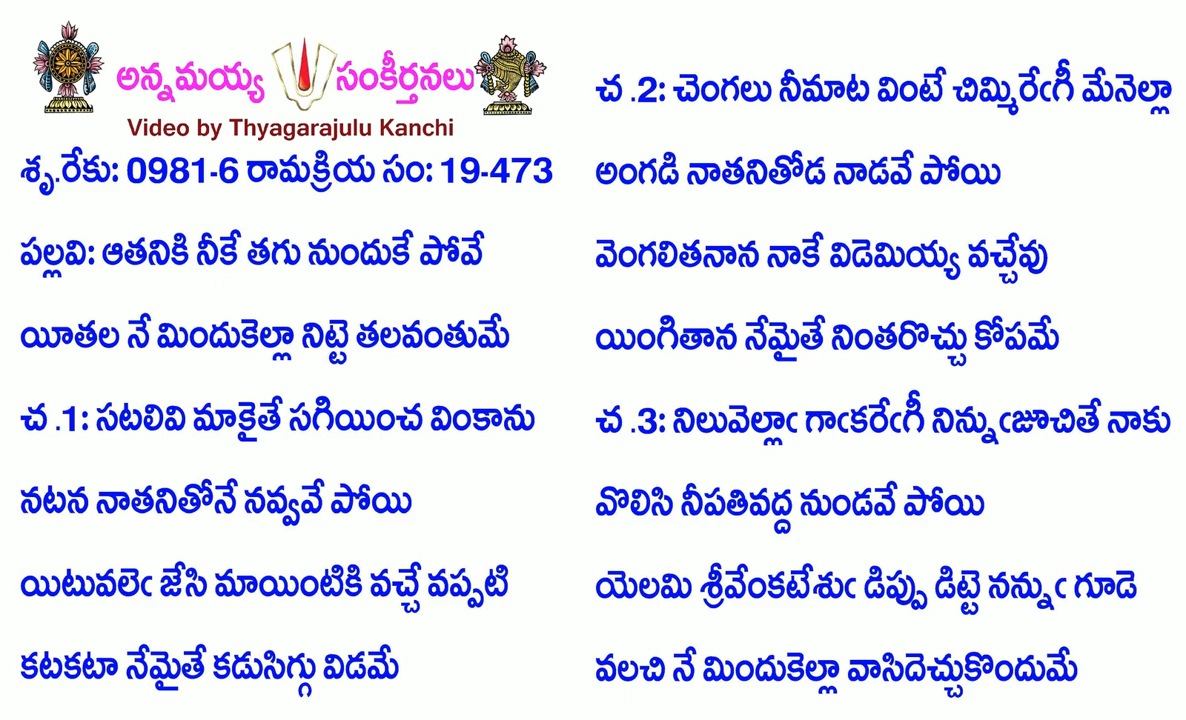 అన్నమయ్య సంకీర్తనలు
Video by Thyagarajulu Kanchi
శృ.రేకు: 0981-6 రామక్రియ సం: 19-473
పల్లవి: ఆతనికి నీకే తగు నుందుకే పోవే
యీతల నే మిందుకెల్లా నిట్టె తలవంతుమే
చ .1: సటలివి మాకైతే సగియించ వింకాను
నటన నాతనితోనే నవ్వవే పోయి
యిటువలెఁ జేసి మాయింటికి వచ్చే వప్పటి
కటకటా నేమైతే కడుసిగ్గు విడమే
చ .2: చెంగలు నీమాట వింటే చిమ్మిరేఁగీ మేనెల్లా
అంగడి నాతనితోడ నాడవే పోయి
వెంగలితనాన నాకే విడెమియ్య వచ్చేవు
యింగితాన నేమైతే నింతరొచ్చు కోపమే
చ .3: నిలువెల్లాఁ గాఁకరేఁగీ నిన్నుఁజూచితే నాకు
వొలిసి నీపతివద్ద నుండవే పోయి
యెలమి శ్రీవేంకటేశుఁ డిప్పు డిట్టె నన్నుఁ గూడె
వలచి నే మిందుకెల్లా వాసిదెచ్చుకొందుమే